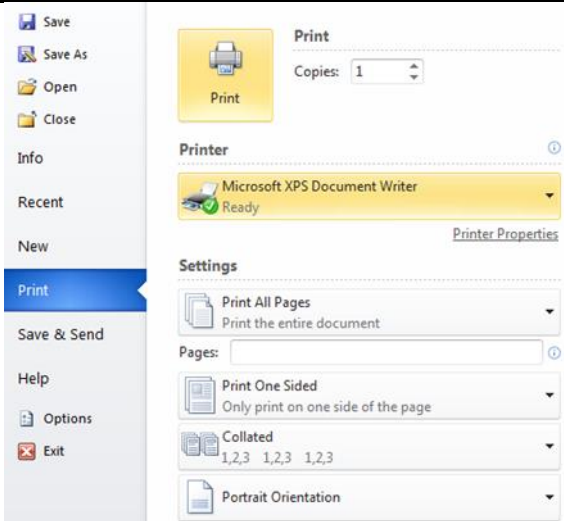 Save
Save As
Open
Close
Info
Recent
New
Print
Save & Send
Help
Options
Exit
Print
Print
Copies: 1
Printer
Microsoft XPS Document Writer
Ready
Printer Properties
Settings
Print All Pages
Print the entire document
Pages:
Print One Sided
Only print on one side of the page
Collated
1,2,3 1,2,3 1,2,3
Portrait Orientation